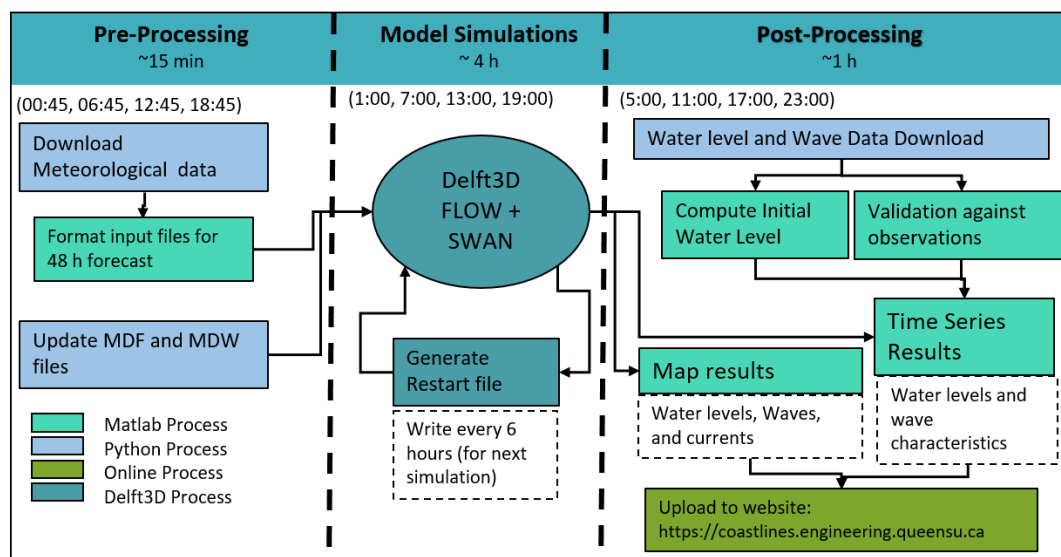 Pre-Processing
~15 min
(00:45, 06:45, 12:45, 18:45)
Download
Meteorological data
Format input files for
48 h forecast
Update MDF and MDW
files
Matlab Process
Python Process
Online Process
Delft3D Process
Model Simulations
~ 4 h
(1:00, 7:00, 13:00, 19:00)
Delft3D
FLOW +
SWAN
Generate
Restart file
Write every 6
hours (for next
simulation)
Post-Processing
~1 h
(5:00, 11:00, 17:00, 23:00)
Water level and Wave Data Download
Compute Initial
Water Level
Validation against
observations
Time Series
Results
Water levels and
wave
characteristics
Map results
Water levels, Waves,
and currents
Upload to website:
https://coastlines.engineering.queensu.ca